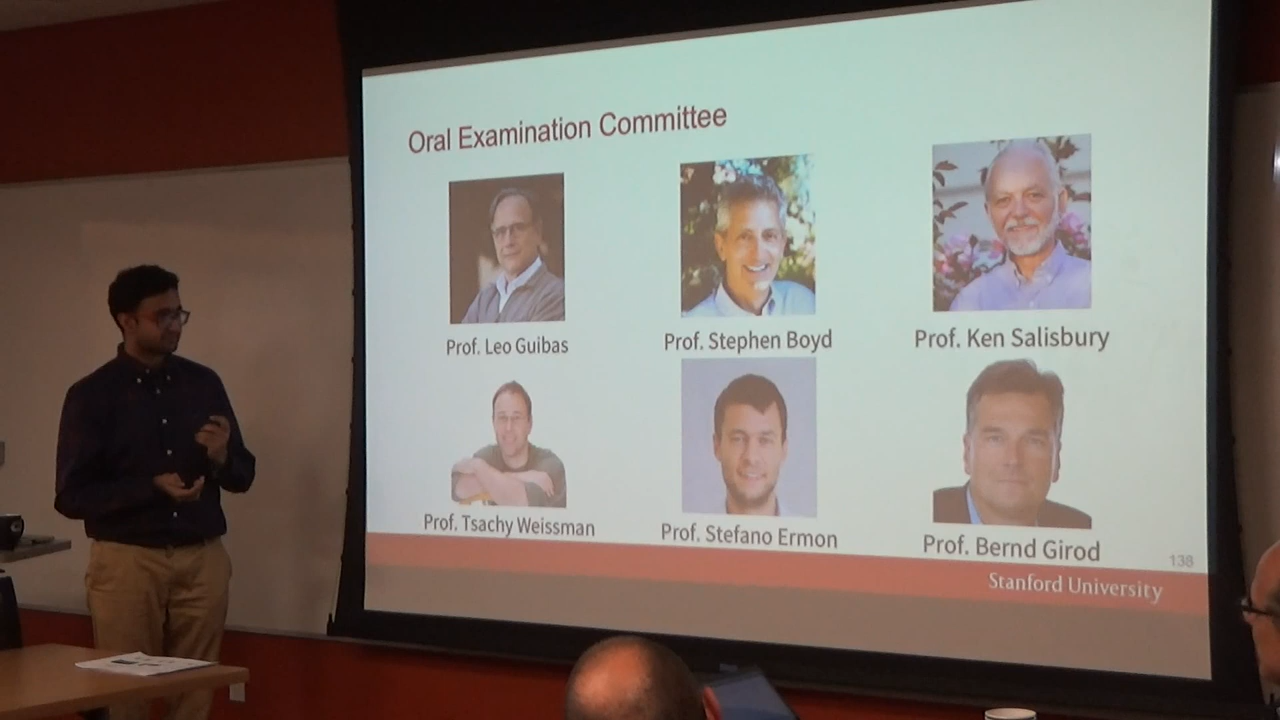 Oral Examination Committee
Prof. Leo Guibas
Prof. Stephen Boyd
Prof. Ken Salisbury
Prof. Tsachy Weissman
Prof. Stefano Ermon
Prof. Bernd Girod
138
Stanford University